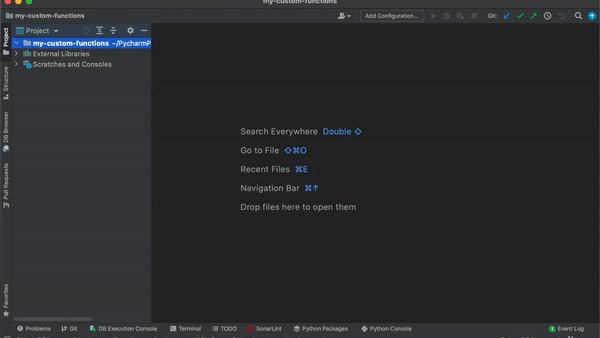 my-custom-functions
my-custom-functions
Add Configuration...
Git:
Project
my-custom-functions ~/PycharmP
External Libraries
Scratches and Consoles
Project
Structure
DB Browser
Pull Requests
Favorites
Search Everywhere Double ⇧
Go to File ⇧⌘O
Recent Files ⌘E
Navigation Bar ⌘↑
Drop files here to open them
Problems
Git
DB Execution Console
Terminal
TODO
SonarLint
Python Packages
Python Console
Event Log